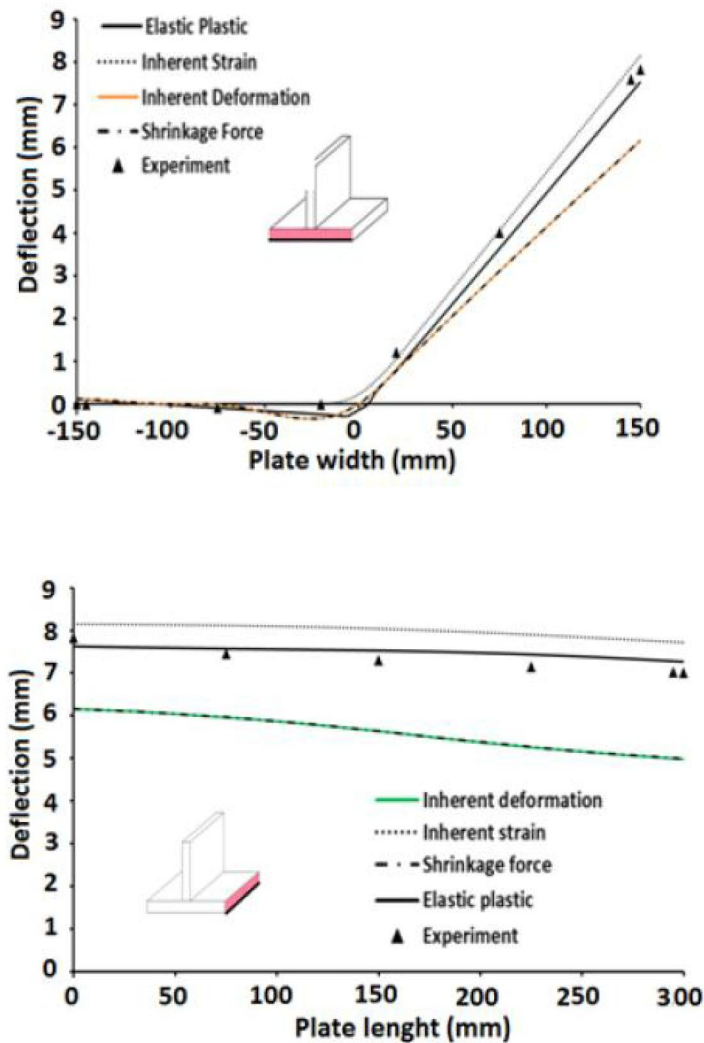 9
8
7
6
5
4
3
2
1
0
Deflection (mm)
Elastic Plastic
Inherent Strain
Inherent Deformation
Shrinkage Force
Experiment
-150 -100 -50 0 50 100 150
Plate width (mm)
9
8
7
6
5
4
3
2
1
0
Deflection (mm)
Inherent deformation
Inherent strain
Shrinkage force
Elastic plastic
Experiment
0 50 100 150 200 250 300
Plate lenght (mm)